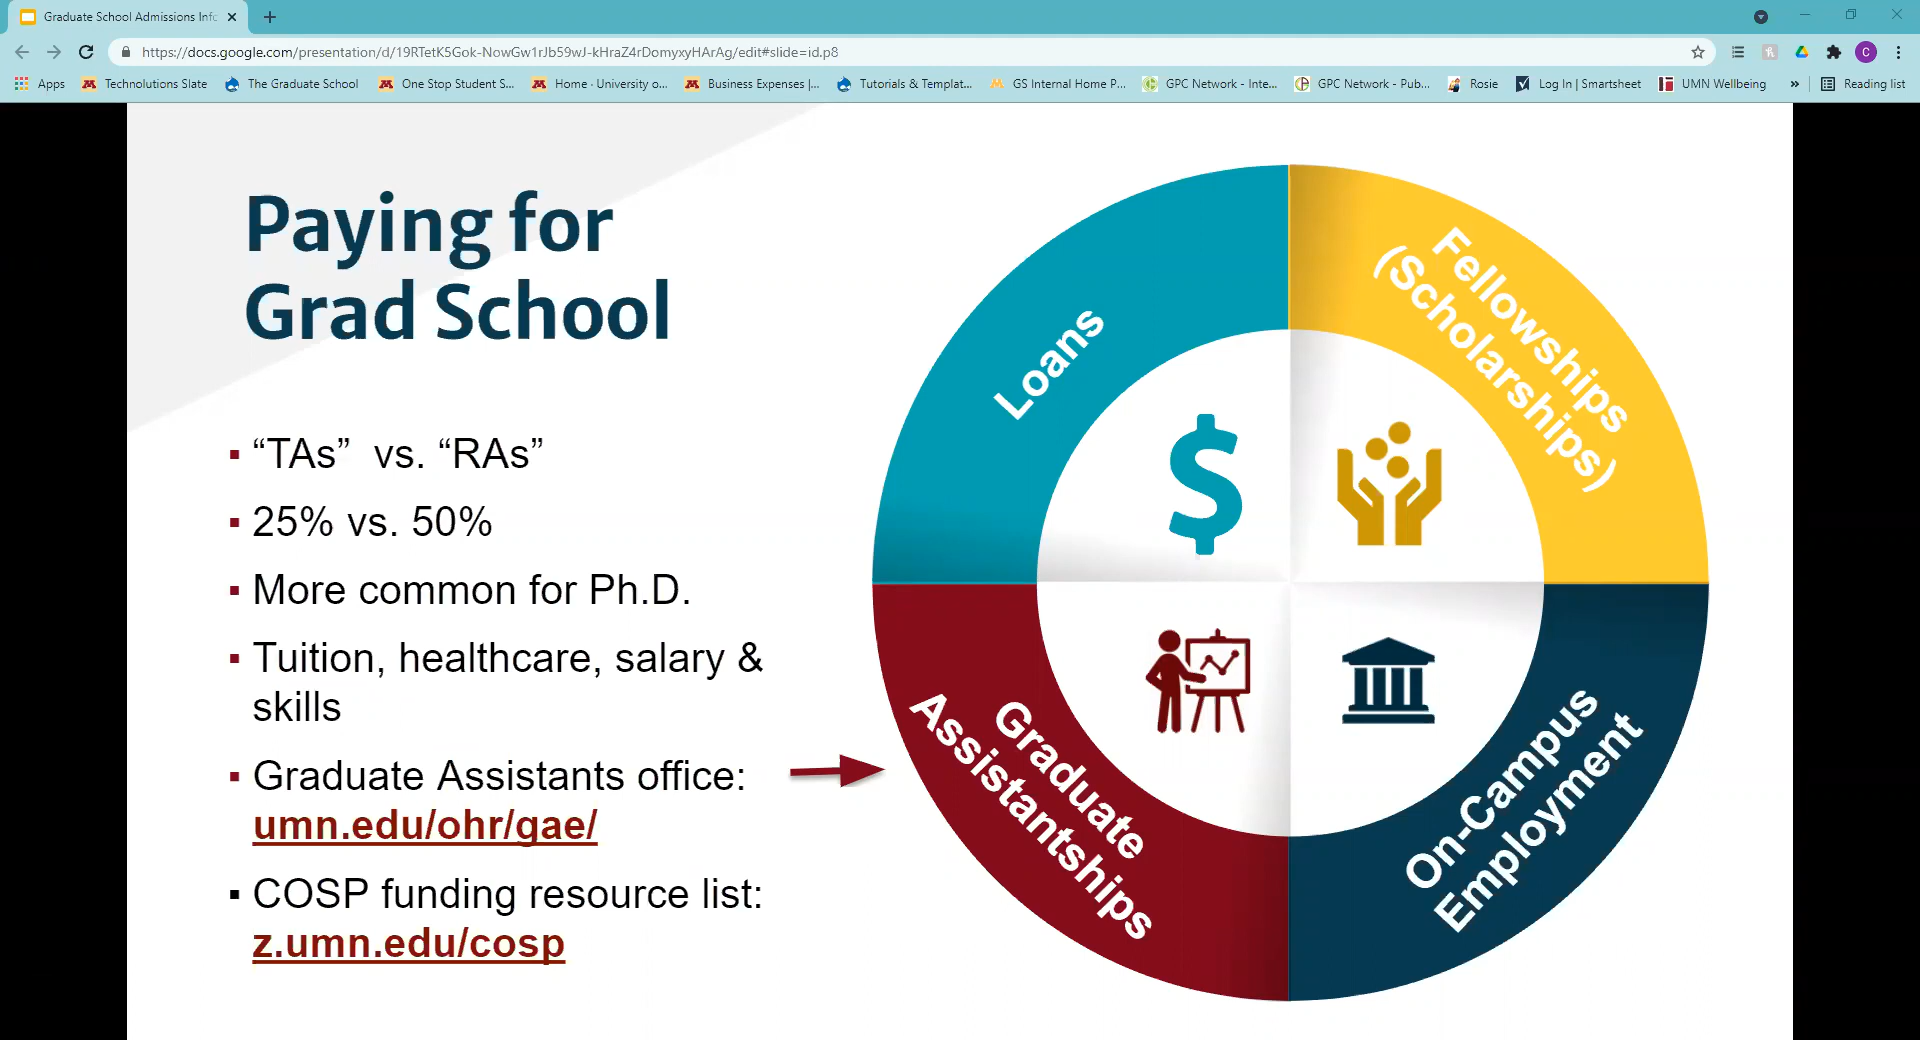 Graduate School Admissions Info
https://docs.google.com/presentation/d/19RTetK5Gok-NowGw1rJb59wJ-kHraZ4rDomyxyHArAg/edit#slide=id.p8
C
Apps
Technolutions Slate
The Graduate School
One Stop Student S...
Home · University o...
Business Expenses |...
Tutorials & Templat...
GS Internal Home P...
GPC Network - Inte...
GPC Network - Pub...
Rosie
Log In | Smartsheet
UMN Wellbeing
»
Reading list
Paying for
Grad School
▪ “TAs” vs. “RAs”
▪ 25% vs. 50%
▪ More common for Ph.D.
▪ Tuition, healthcare, salary &
skills
▪ Graduate Assistants office:
umn.edu/ohr/gae/
▪ COSP funding resource list:
z.umn.edu/cosp
Loans
Fellowships
(Scholarships)
$
Graduate
Assistantships
On-Campus
Employment